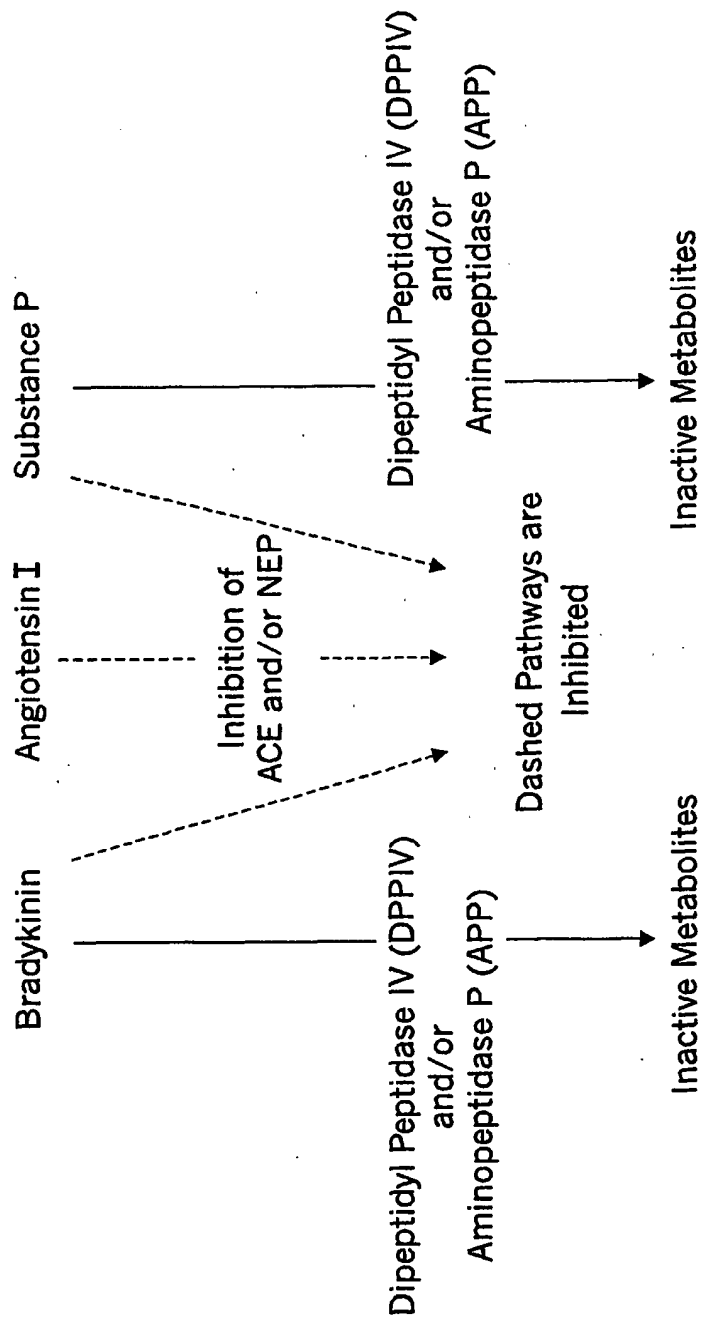 Bradykinin
Angiotensin I
Substance P
Inhibition of
ACE and/or NEP
Dipeptidyl Peptidase IV (DPPIV)
and/or
Aminopeptidase P (APP)
Dipeptidyl Peptidase IV (DPPIV)
and/or
Aminopeptidase P (APP)
Dashed Pathways are
Inhibited
Inactive Metabolites
Inactive Metabolites